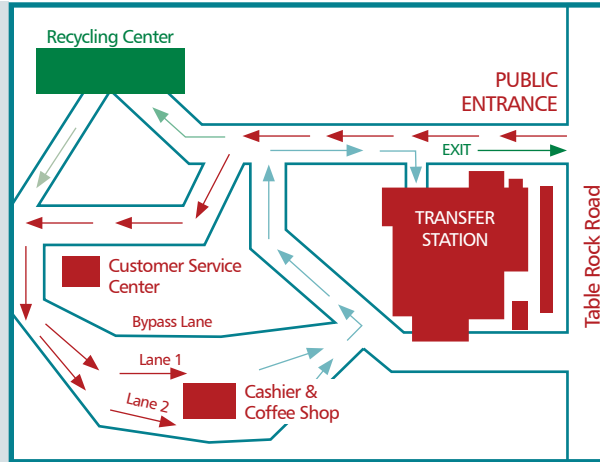 Recycling Center
PUBLIC
ENTRANCE
EXIT
TRANSFER
STATION
Table Rock Road
Customer Service
Center
Bypass Lane
Lane 1
Lane 2
Cashier &
Coffee Shop